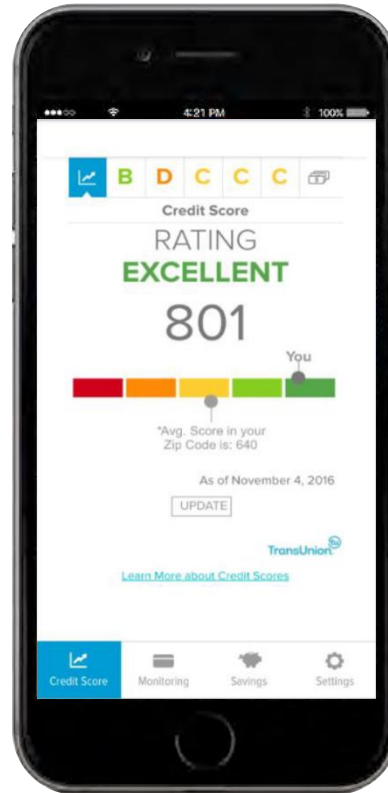 4:21 PM 100%
B D C C C
Credit Score
RATING
EXCELLENT
801
You
*Avg. Score in your
Zip Code is: 640
As of November 4, 2016
UPDATE
TransUnion
Learn More about Credit Scores
Credit Score Monitoring Savings Settings